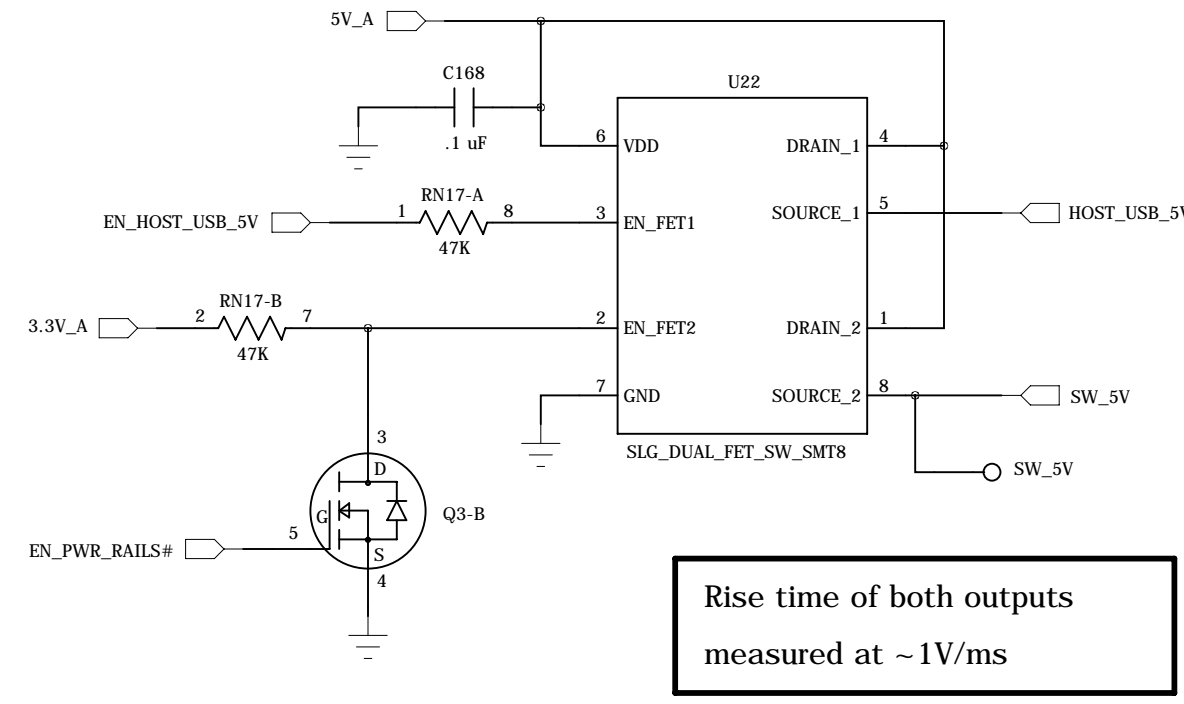 5V_A
C168
.1 uF
U22
6 VDD
DRAIN_1 4
EN_HOST_USB_5V
RN17-A
1
8
47K
3 EN_FET1
SOURCE_1 5
HOST_USB_5V
3.3V_A
RN17-B
2
7
47K
2 EN_FET2
DRAIN_2 1
7 GND
SOURCE_2 8
SW_5V
SLG_DUAL_FET_SW_SMT8
SW_5V
3
D
G
S
Q3-B
EN_PWR_RAILS#
5
4
Rise time of both outputs
measured at ~1V/ms